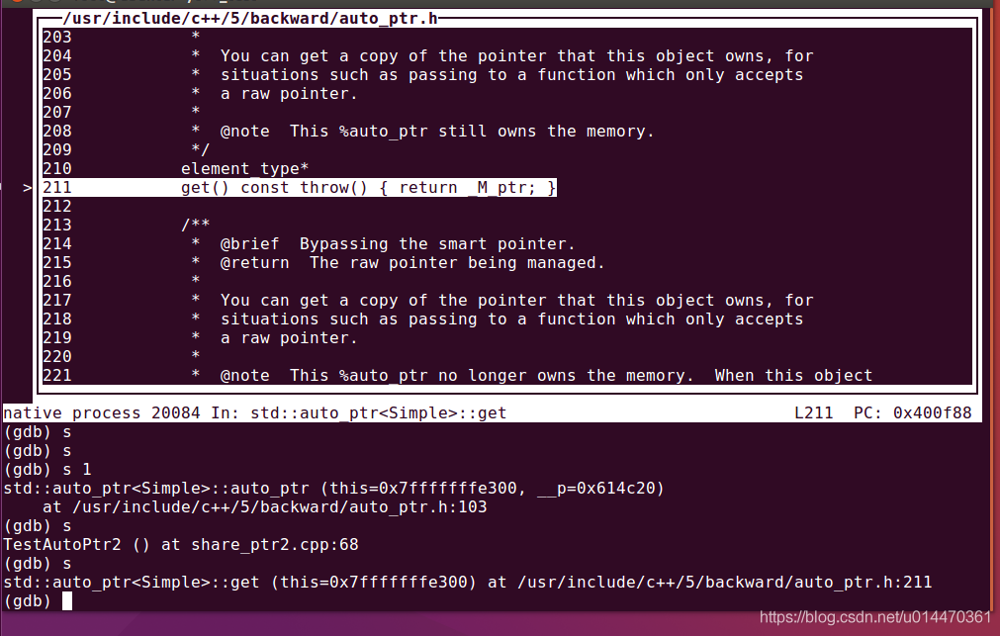 /usr/include/c++/5/backward/auto_ptr.h
203 *
204 * You can get a copy of the pointer that this object owns, for
205 * situations such as passing to a function which only accepts
206 * a raw pointer.
207 *
208 * @note This %auto_ptr still owns the memory.
209 */
210 element_type*
> 211 get() const throw() { return _M_ptr; }
212
213 /**
214 * @brief Bypassing the smart pointer.
215 * @return The raw pointer being managed.
216 *
217 * You can get a copy of the pointer that this object owns, for
218 * situations such as passing to a function which only accepts
219 * a raw pointer.
220 *
221 * @note This %auto_ptr no longer owns the memory. When this object
native process 20084 In: std::auto_ptr<Simple>::get L211 PC: 0x400f88
(gdb) s
(gdb) s
(gdb) s 1
std::auto_ptr<Simple>::auto_ptr (this=0x7fffffffe300, __p=0x614c20)
at /usr/include/c++/5/backward/auto_ptr.h:103
(gdb) s
TestAutoPtr2 () at share_ptr2.cpp:68
(gdb) s
std::auto_ptr<Simple>::get (this=0x7fffffffe300) at /usr/include/c++/5/backward/auto_ptr.h:211
(gdb)
https://blog.csdn.net/u014470361